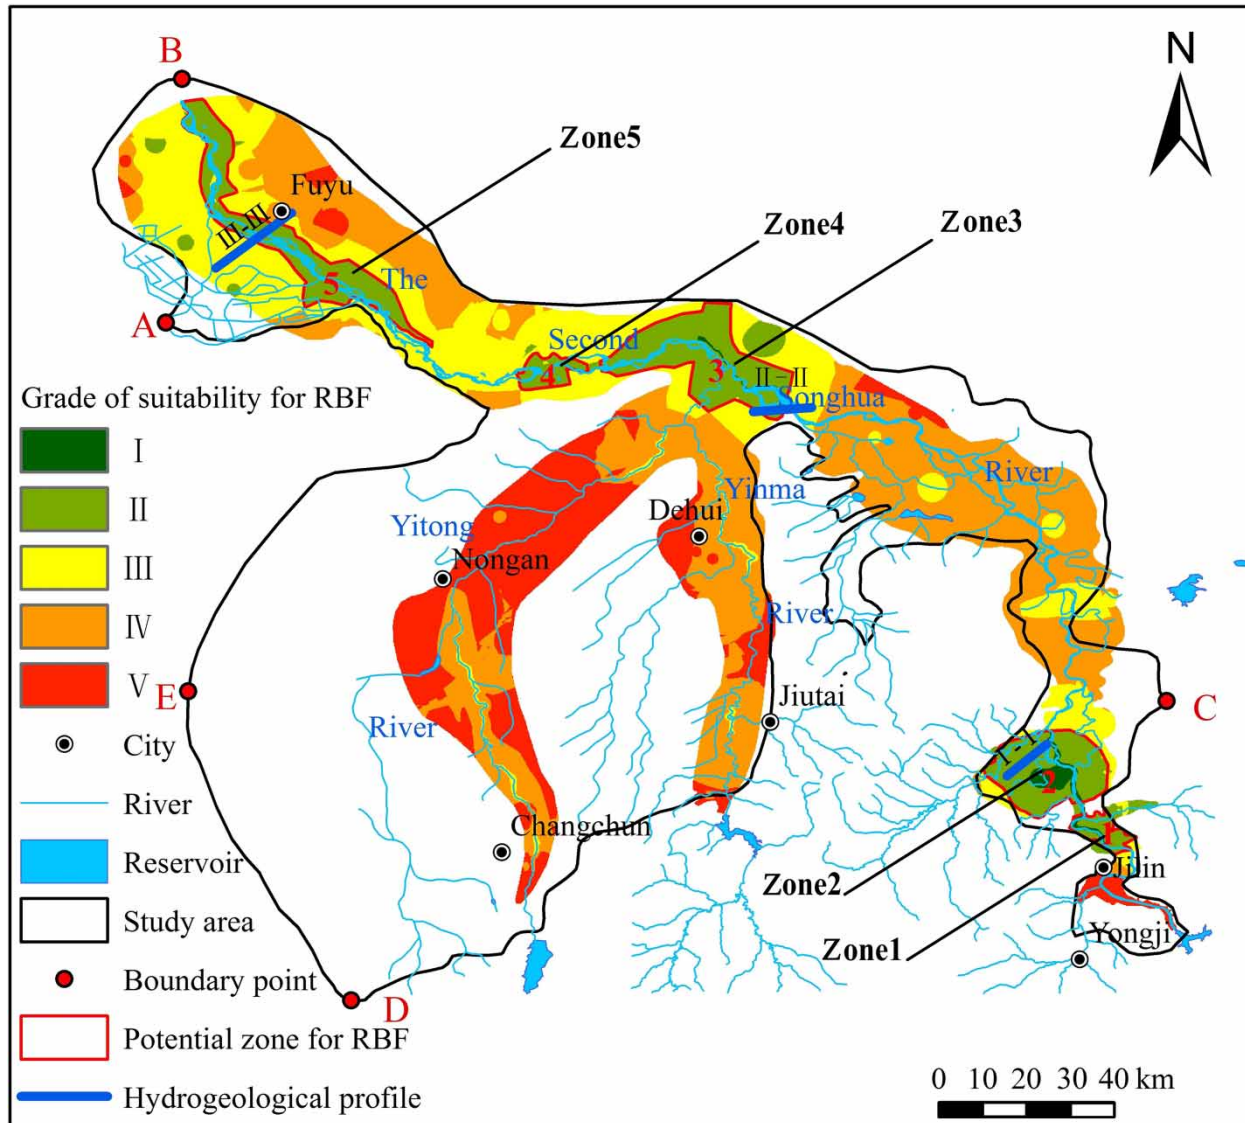 B
N
Zone5
Fuyu
III-III
Zone4
Zone3
5
The
A
Second
4
3
II-II
Songhua
Grade of suitability for RBF
I
II
III
IV
V
City
River
Reservoir
Study area
Boundary point
Potential zone for RBF
Hydrogeological profile
River
Yinma
Dehui
Yitong
Nongan
River
E
Jiutai
C
River
I-I
2
Changchun
1
Jilin
Zone2
Zone1
Yongji
D
0 10 20 30 40 km